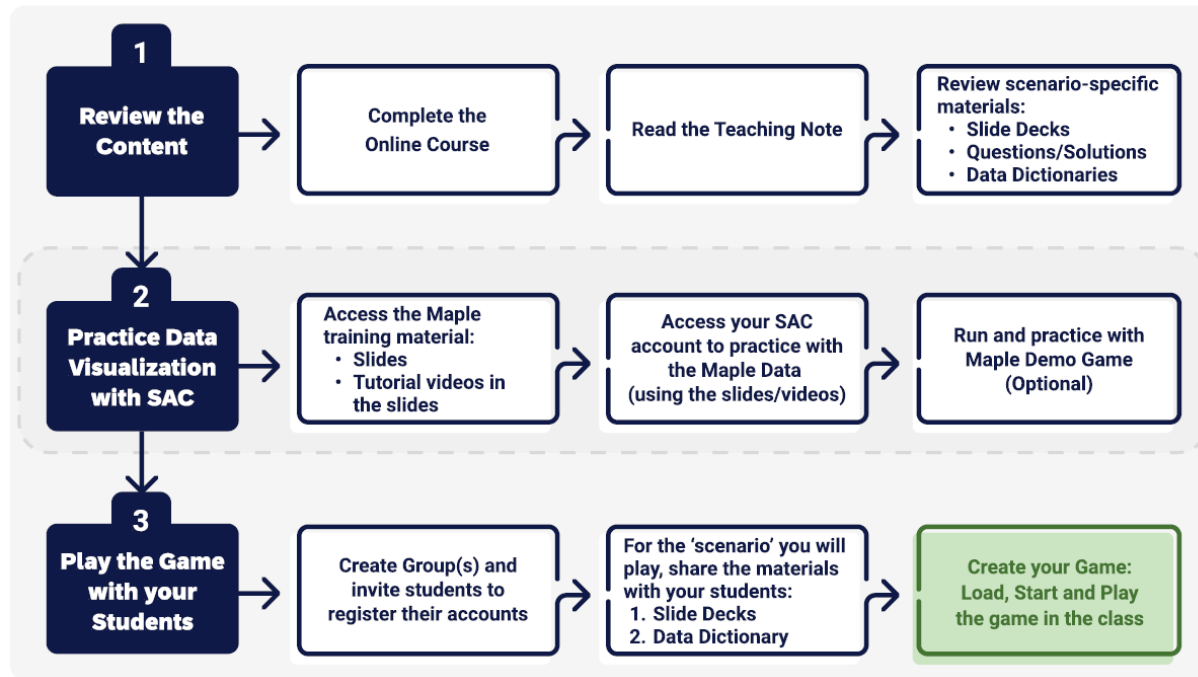 1
Review the
Content
Complete the
Online Course
Read the Teaching Note
Review scenario-specific
materials:
• Slide Decks
• Questions/Solutions
• Data Dictionaries
2
Practice Data
Visualization
with SAC
Access the Maple
training material:
• Slides
• Tutorial videos in
the slides
Access your SAC
account to practice with
the Maple Data
(using the slides/videos)
Run and practice with
Maple Demo Game
(Optional)
3
Play the Game
with your
Students
Create Group(s) and
invite students to
register their accounts
For the ‘scenario’ you will
play, share the materials
with your students:
1. Slide Decks
2. Data Dictionary
Create your Game:
Load, Start and Play
the game in the class